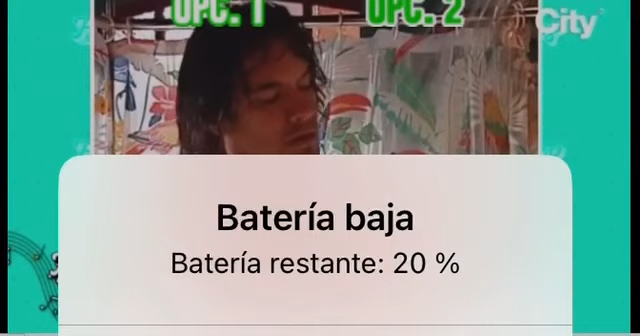 OPC. 1
OPC. 2
City
Batería baja
Batería restante: 20 %